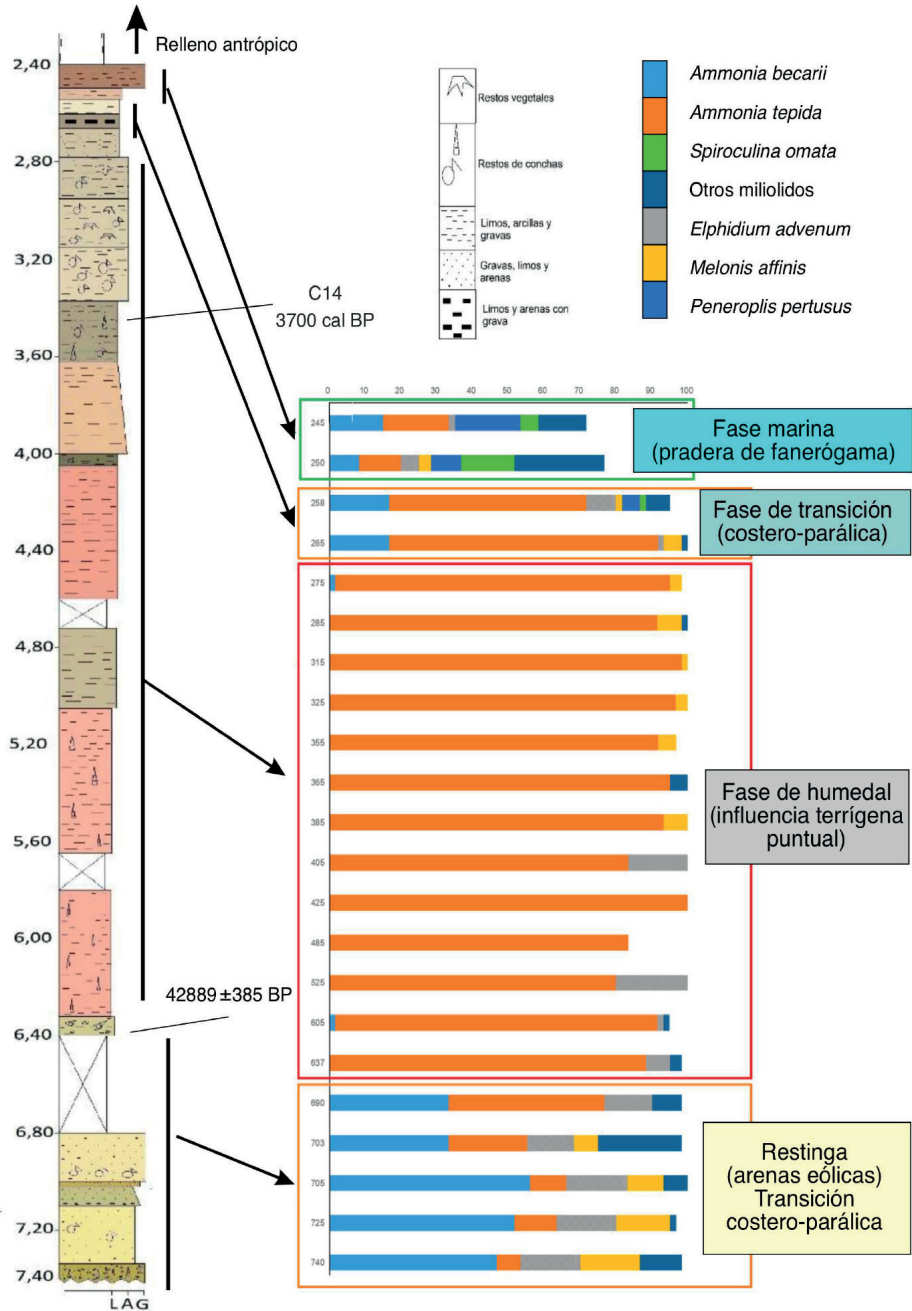 Relleno antrópico
2,40
2,80
3,20
3,60
4,00
4,40
4,80
5,20
5,60
6,00
6,40
6,80
7,20
7,40
LAG
C14
3700 cal BP
42889±385 BP
Restos vegetales
Restos de conchas
Limos, arcillas y
gravas
Gravas, limos y
arenas
Limos y arenas con
grava
Ammonia becarii
Ammonia tepida
Spiroculina omata
Otros miliolidos
Elphidium advenum
Melonis affinis
Peneroplis pertusus
0 10 20 30 40 50 60 70 80 90 100
245
250
258
265
275
285
315
325
355
365
385
405
425
485
525
605
637
690
703
705
725
740
Fase marina
(pradera de fanerógama)
Fase de transición
(costero-parálica)
Fase de humedal
(influencia terrígena
puntual)
Restinga
(arenas eólicas)
Transición
costero-parálica